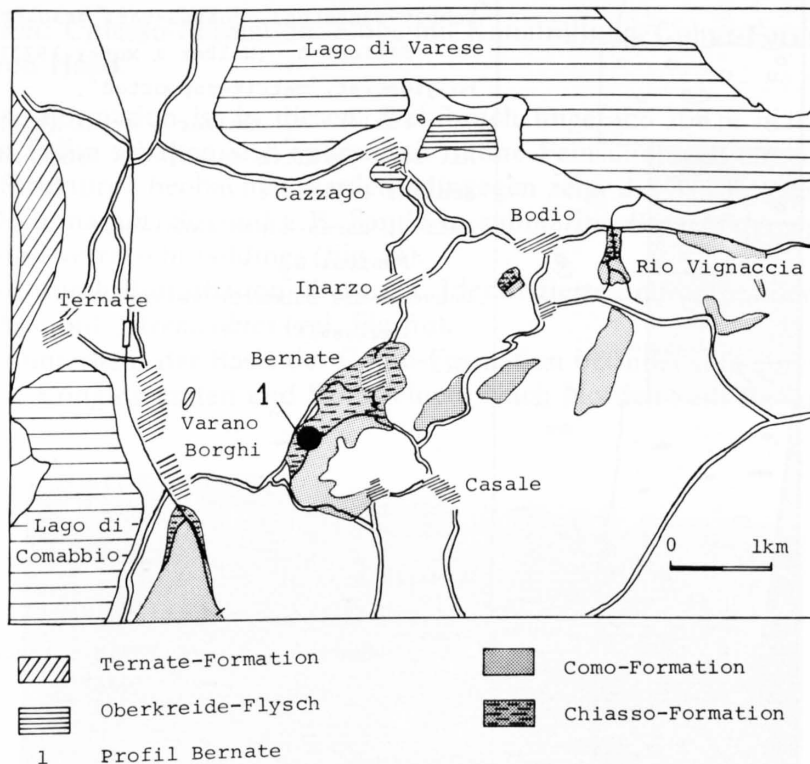 Lago di Varese
Cazzago
Bodio
Rio Vignaccia
Inarzo
Ternate
Bernate
1
Varano
Borghi
Casale
Lago di
Comabbio
0 1km
Ternate-Formation
Oberkreide-Flysch
1 Profil Bernate
Como-Formation
Chiasso-Formation